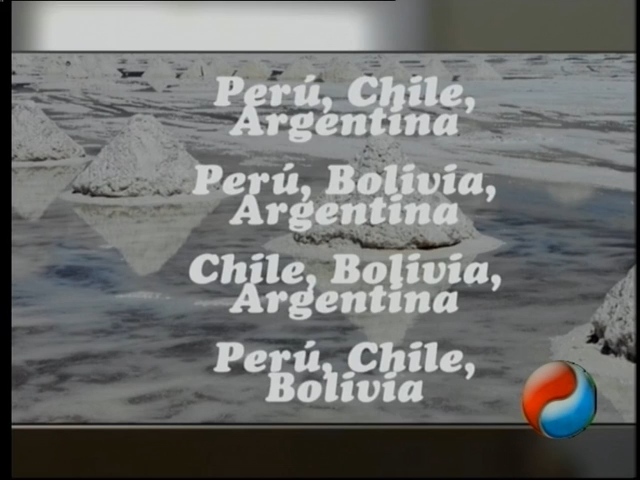 Perú, Chile,
Argentina
Perú, Bolivia,
Argentina
Chile, Bolivia,
Argentina
Perú, Chile,
Bolivia